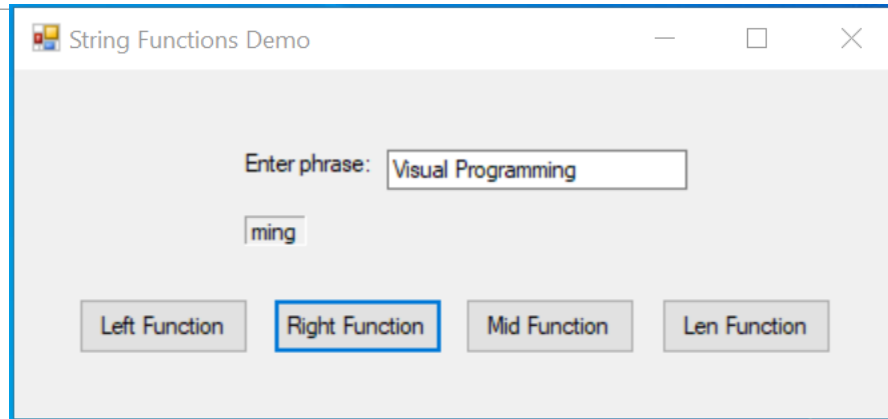 String Functions Demo
Enter phrase: Visual Programming
ming
Left Function Right Function Mid Function Len Function